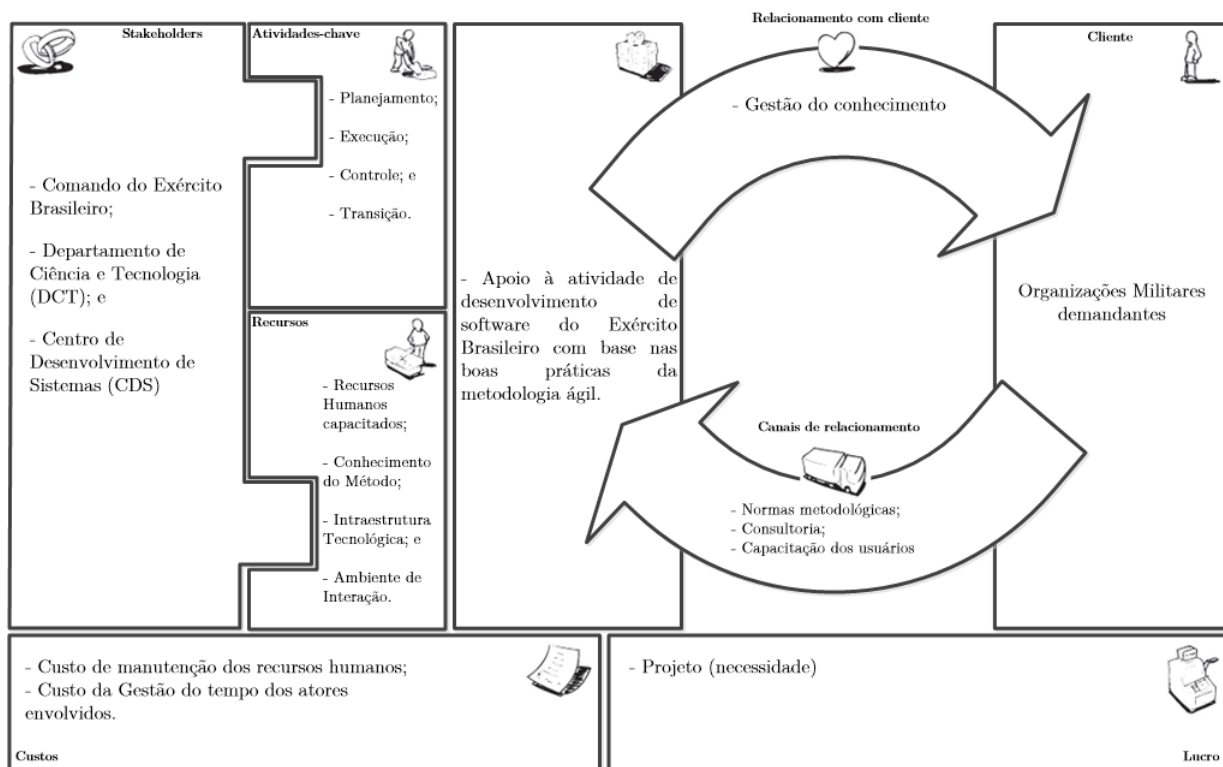 Stakeholders
- Comando do Exército
Brasileiro;
- Departamento de
Ciência e Tecnologia
(DCT); e
- Centro de
Desenvolvimento de
Sistemas (CDS)
Atividades-chave
- Planejamento;
- Execução;
- Controle; e
- Transição.
Recursos
- Recursos
Humanos
capacitados;
- Conhecimento
do Método;
- Intraestrutura
Tecnológica; e
- Ambiente de
Interação.
- Apoio à atividade de
desenvolvimento de
software do Exército
Brasileiro com base nas
boas práticas da
metodologia ágil.
Relacionamento com cliente
- Gestão do conhecimento
Canais de relacionamento
- Normas metodológicas;
- Consultoria;
- Capacitação dos usuários
Cliente
Organizações Militares
demandantes
- Custo de manutenção dos recursos humanos;
- Custo da Gestão do tempo dos atores
envolvidos.
Custos
- Projeto (necessidade)
Lucro